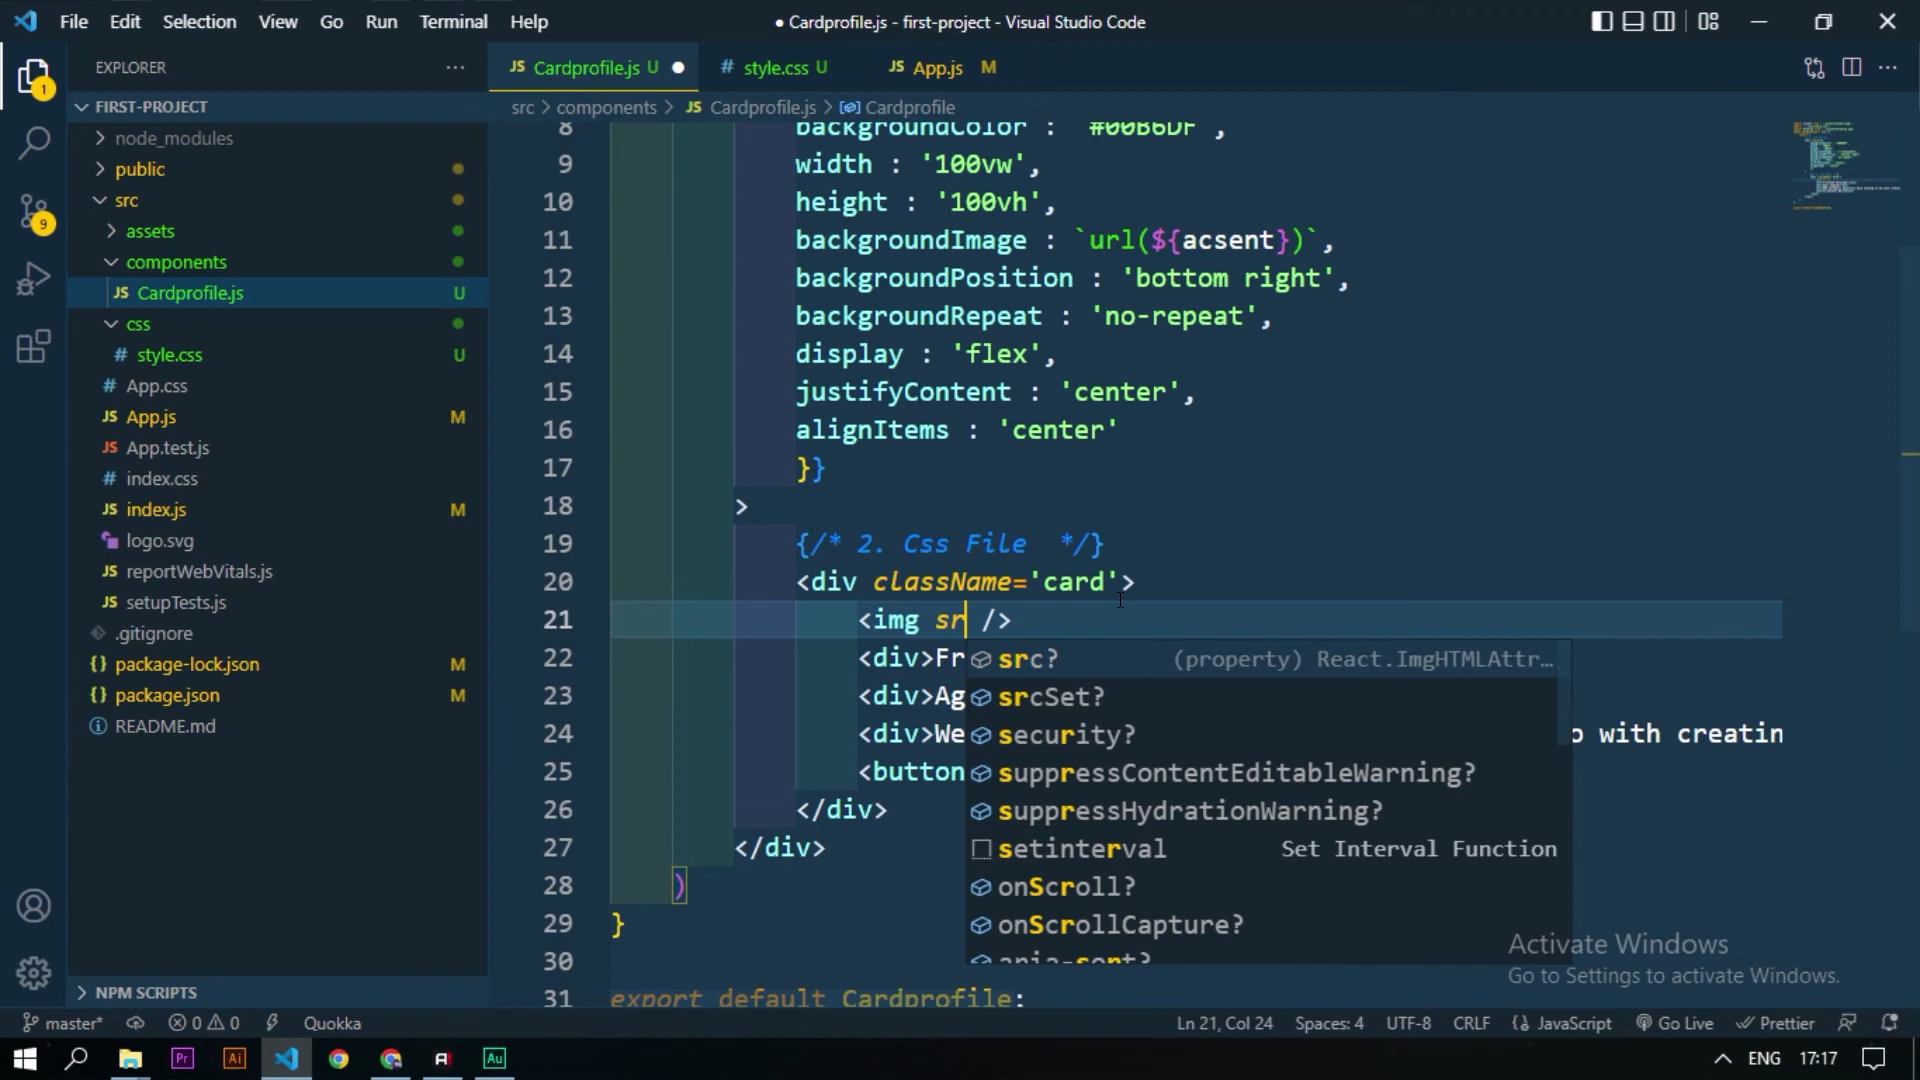 File Edit Selection View Go Run Terminal Help
● Cardprofile.js - first-project - Visual Studio Code
EXPLORER
FIRST-PROJECT
node_modules
public
src
assets
components
JS Cardprofile.js U
css
# style.css U
# App.css
JS App.js M
JS App.test.js
# index.css
JS index.js M
logo.svg
JS reportWebVitals.js
JS setupTests.js
.gitignore
{} package-lock.json M
{} package.json M
README.md
NPM SCRIPTS
1
9
JS Cardprofile.js U ●
# style.css U
JS App.js M
src > components > JS Cardprofile.js > Cardprofile
8 backgroundColor : '#00B6DF',
9 width : '100vw',
10 height : '100vh',
11 backgroundImage : `url(${acsent})`,
12 backgroundPosition : 'bottom right',
13 backgroundRepeat : 'no-repeat',
14 display : 'flex',
15 justifyContent : 'center',
16 alignItems : 'center'
17 }}
18 >
19 {/* 2. Css File  */}
20 <div className='card'>
21 <img sr />
22 <div>Fr
23 <div>Ag
24 <div>We o with creatin
25 <button
26 </div>
27 </div>
28 )
29 }
30
31 export default Cardprofile;
src? (property) React.ImgHTMLAttr…
srcSet?
security?
suppressContentEditableWarning?
suppressHydrationWarning?
setinterval Set Interval Function
onScroll?
onScrollCapture?
aria-sort?
Activate Windows
Go to Settings to activate Windows.
master* 0 0 Quokka
Ln 21, Col 24 Spaces: 4 UTF-8 CRLF {} JavaScript Go Live Prettier
Pr Ai Au
ENG 17:17